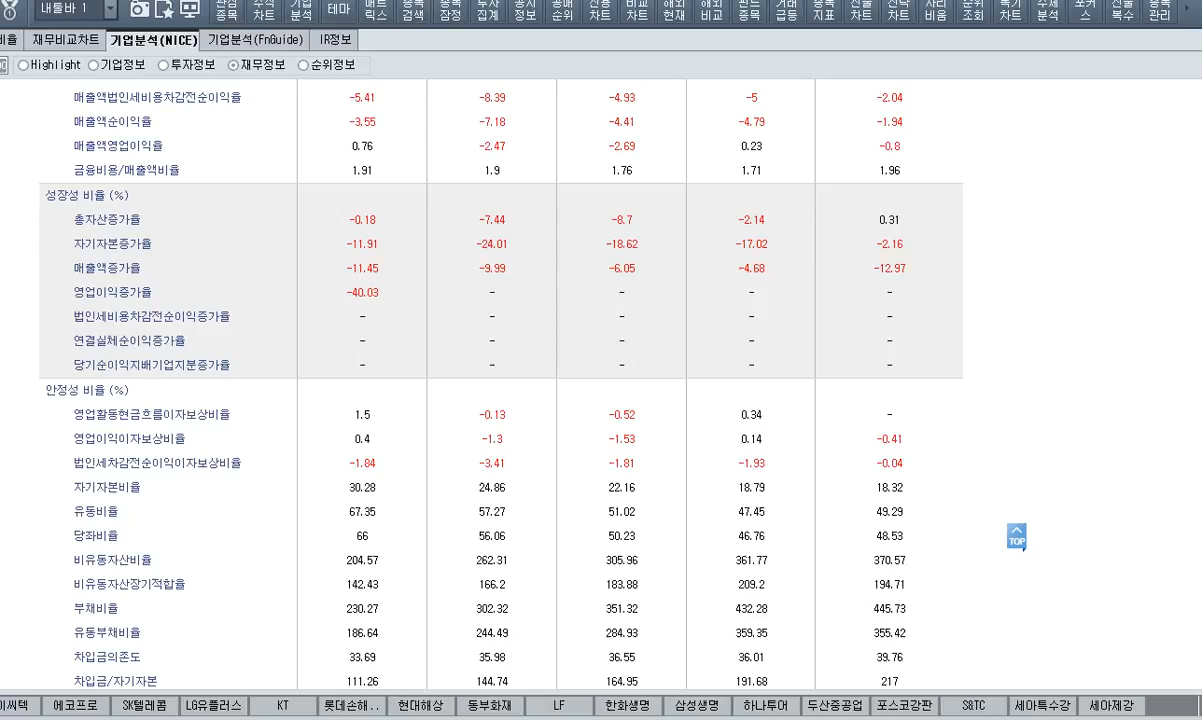 내툴바 1 관심 수식 기업 테마 매트 종목 종목 투자 공시 공매 신용 비교 해외 해외 펀드 거래 종목 전략 순위 복기 수체 포커
종목 차트 분석 릭스 검색 잠정 집계 정보 순위 차트 차트 현재 비교 종목 급등 지표 차트 차트 비움 조회 차트 분석 스 복수 관리
비율 재무비교차트 기업분석(NICE) 기업분석(FnGuide) IR정보
Highlight 기업정보 투자정보 재무정보 순위정보
매출액법인세비용차감전순이익율 -5.41 -8.39 -4.93 -5 -2.04
매출액순이익율 -3.55 -7.18 -4.41 -4.79 -1.94
매출액영업이익율 0.76 -2.47 -2.69 0.23 -0.8
금융비용/매출액비율 1.91 1.9 1.76 1.71 1.96
성장성 비율 (%)
총자산증가율 -0.18 -7.44 -8.7 -2.14 0.31
자기자본증가율 -11.91 -24.01 -18.62 -17.02 -2.16
매출액증가율 -11.45 -9.99 -6.05 -4.68 -12.97
영업이익증가율 -40.03 - - - -
법인세비용차감전순이익증가율 - - - - -
연결실체순이익증가율 - - - - -
당기순이익지배기업지분증가율 - - - - -
안정성 비율 (%)
영업활동현금흐름이자보상비율 1.5 -0.13 -0.52 0.34 -
영업이익이자보상비율 0.4 -1.3 -1.53 0.14 -0.41
법인세차감전순이익이자보상비율 -1.84 -3.41 -1.81 -1.93 -0.04
자기자본비율 30.28 24.86 22.16 18.79 18.32
유동비율 67.35 57.27 51.02 47.45 49.29
당좌비율 66 56.06 50.23 46.76 48.53
비유동자산비율 204.57 262.31 305.96 361.77 370.57
TOP
비유동자산장기적합율 142.43 166.2 183.88 209.2 194.71
부채비율 230.27 302.32 351.32 432.28 445.73
유동부채비율 186.64 244.49 284.93 359.35 355.42
차입금의존도 33.69 35.98 36.55 36.01 39.76
차입금/자기자본 111.26 144.74 164.95 191.68 217
이씨텍 에코프로 SK텔레콤 LG유플러스 KT 롯데손해.. 현대해상 동부화재 LF 한화생명 삼성생명 하나투어 두산중공업 포스코강판 S&TC 세아특수강 세아제강